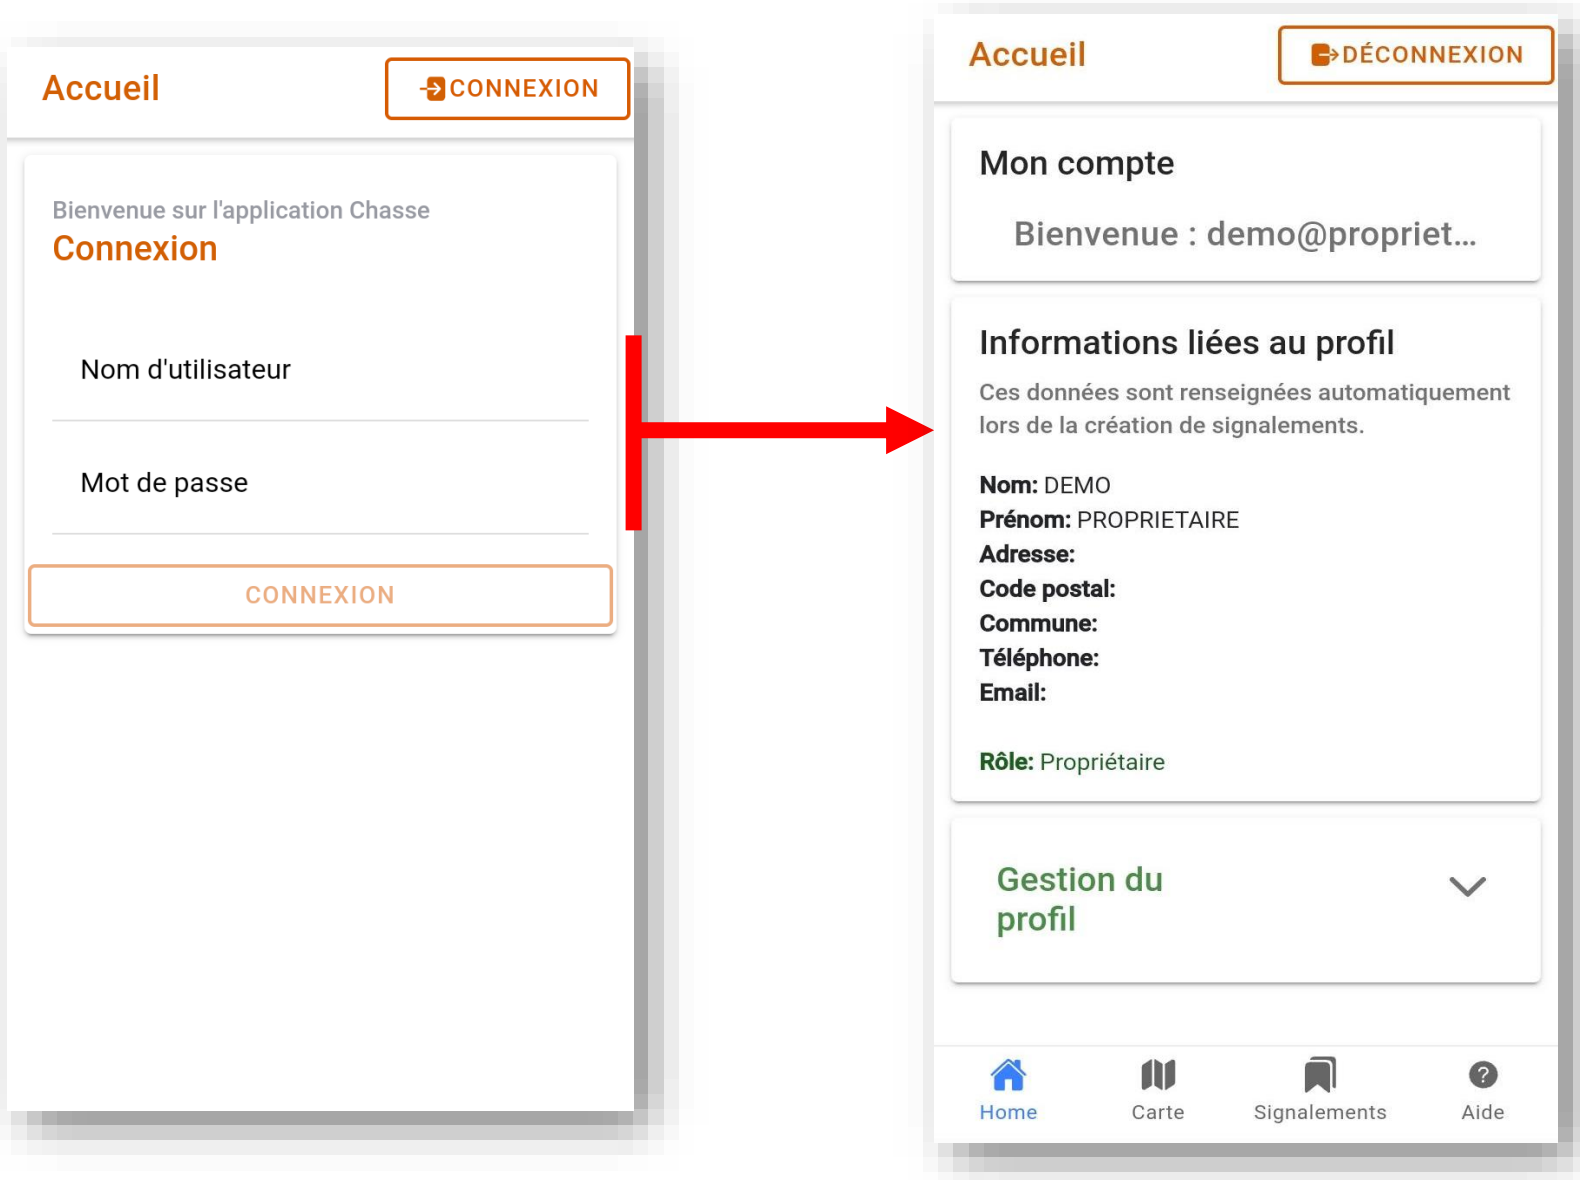 Accueil
CONNEXION
Bienvenue sur l'application Chasse
Connexion
Nom d'utilisateur
Mot de passe
CONNEXION
Accueil
DÉCONNEXION
Mon compte
Bienvenue : demo@propriet...
Informations liées au profil
Ces données sont renseignées automatiquement
lors de la création de signalements.
Nom: DEMO
Prénom: PROPRIETAIRE
Adresse:
Code postal:
Commune:
Téléphone:
Email:
Rôle: Propriétaire
Gestion du
profil
Home
Carte
Signalements
Aide